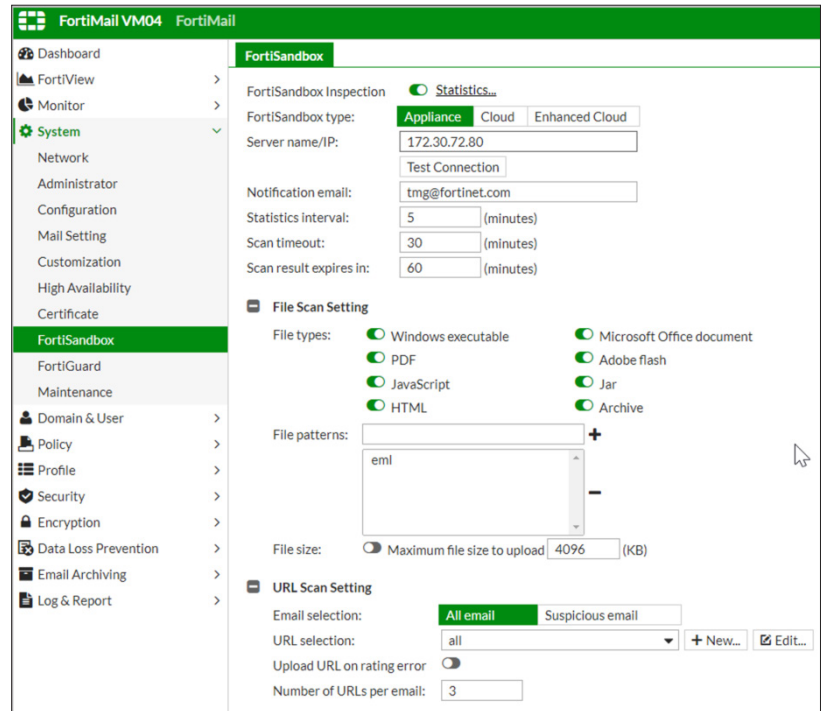 FortiMail VM04 FortiMail
Dashboard
FortiView
Monitor
System
Network
Administrator
Configuration
Mail Setting
Customization
High Availability
Certificate
FortiSandbox
FortiGuard
Maintenance
Domain & User
Policy
Profile
Security
Encryption
Data Loss Prevention
Email Archiving
Log & Report
FortiSandbox
FortiSandbox Inspection Statistics...
FortiSandbox type: Appliance Cloud Enhanced Cloud
Server name/IP: 172.30.72.80
Test Connection
Notification email: tmg@fortinet.com
Statistics interval: 5 (minutes)
Scan timeout: 30 (minutes)
Scan result expires in: 60 (minutes)
File Scan Setting
File types: Windows executable Microsoft Office document
PDF Adobe flash
JavaScript Jar
HTML Archive
File patterns:
eml
File size: Maximum file size to upload 4096 (KB)
URL Scan Setting
Email selection: All email Suspicious email
URL selection: all + New... Edit...
Upload URL on rating error
Number of URLs per email: 3